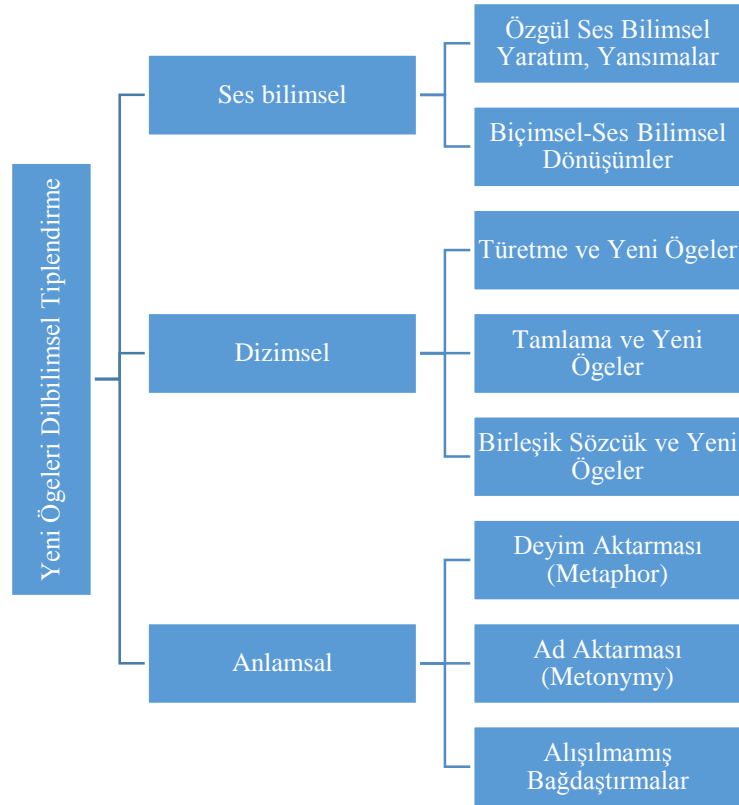 Yeni Ögeleri Dilbilimsel Tiplendirme
Ses bilimsel
Özgül Ses Bilimsel
Yaratım, Yansımalar
Biçimsel-Ses Bilimsel
Dönüşümler
Dizimsel
Türetme ve Yeni Ögeler
Tamlama ve Yeni
Ögeler
Birleşik Sözcük ve Yeni
Ögeler
Anlamsal
Deyim Aktarması
(Metaphor)
Ad Aktarması
(Metonymy)
Alışılmamış
Bağdaştırmalar